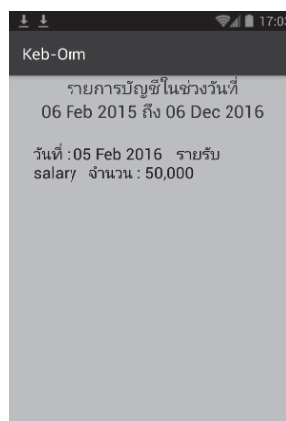 17:03
Keb-Orm
รายการบัญชีในช่วงวันที่
06 Feb 2015 ถึง 06 Dec 2016
วันที่ :05 Feb 2016 รายรับ
salary จำนวน : 50,000